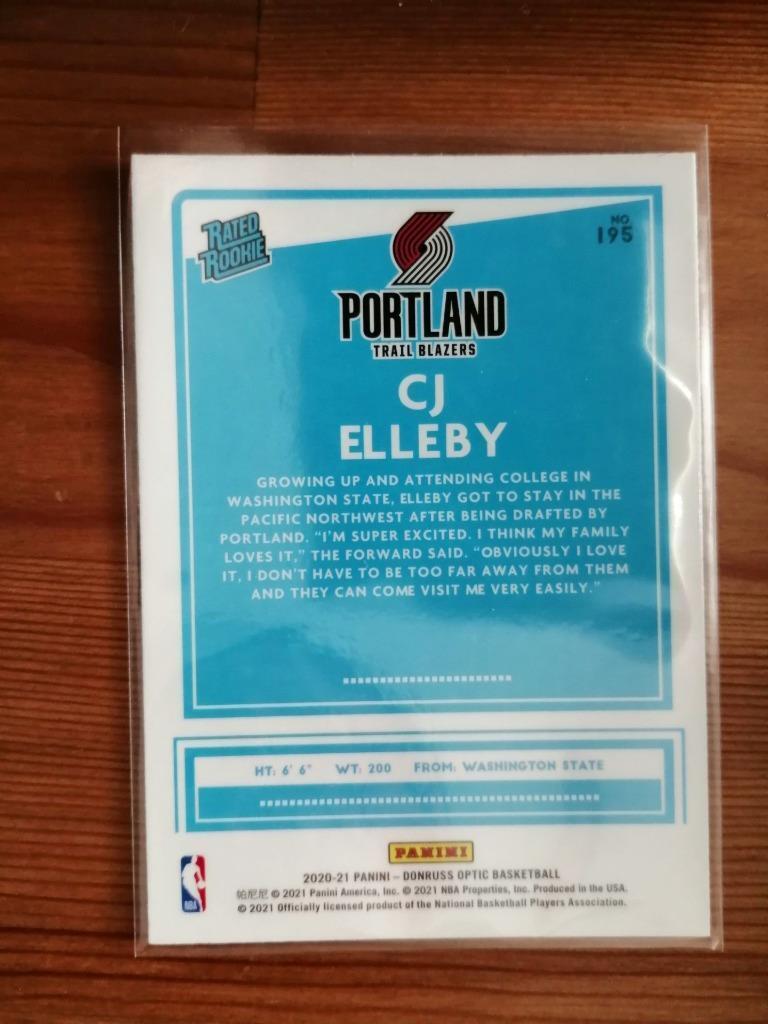 RATED
ROOKIE
NO.
195
PORTLAND
TRAIL BLAZERS
CJ
ELLEBY
GROWING UP AND ATTENDING COLLEGE IN
WASHINGTON STATE, ELLEBY GOT TO STAY IN THE
PACIFIC NORTHWEST AFTER BEING DRAFTED BY
PORTLAND. “I’M SUPER EXCITED. I THINK MY FAMILY
LOVES IT,” THE FORWARD SAID. “OBVIOUSLY I LOVE
IT, I DON’T HAVE TO BE TOO FAR AWAY FROM THEM
AND THEY CAN COME VISIT ME VERY EASILY.”
HT: 6' 6" WT: 200 FROM: WASHINGTON STATE
PANINI
2020-21 PANINI – DONRUSS OPTIC BASKETBALL
帕尼尼 © 2021 Panini America, Inc. © 2021 NBA Properties, Inc. Produced in the USA.
© 2021 Officially licensed product of the National Basketball Players Association.
NBA